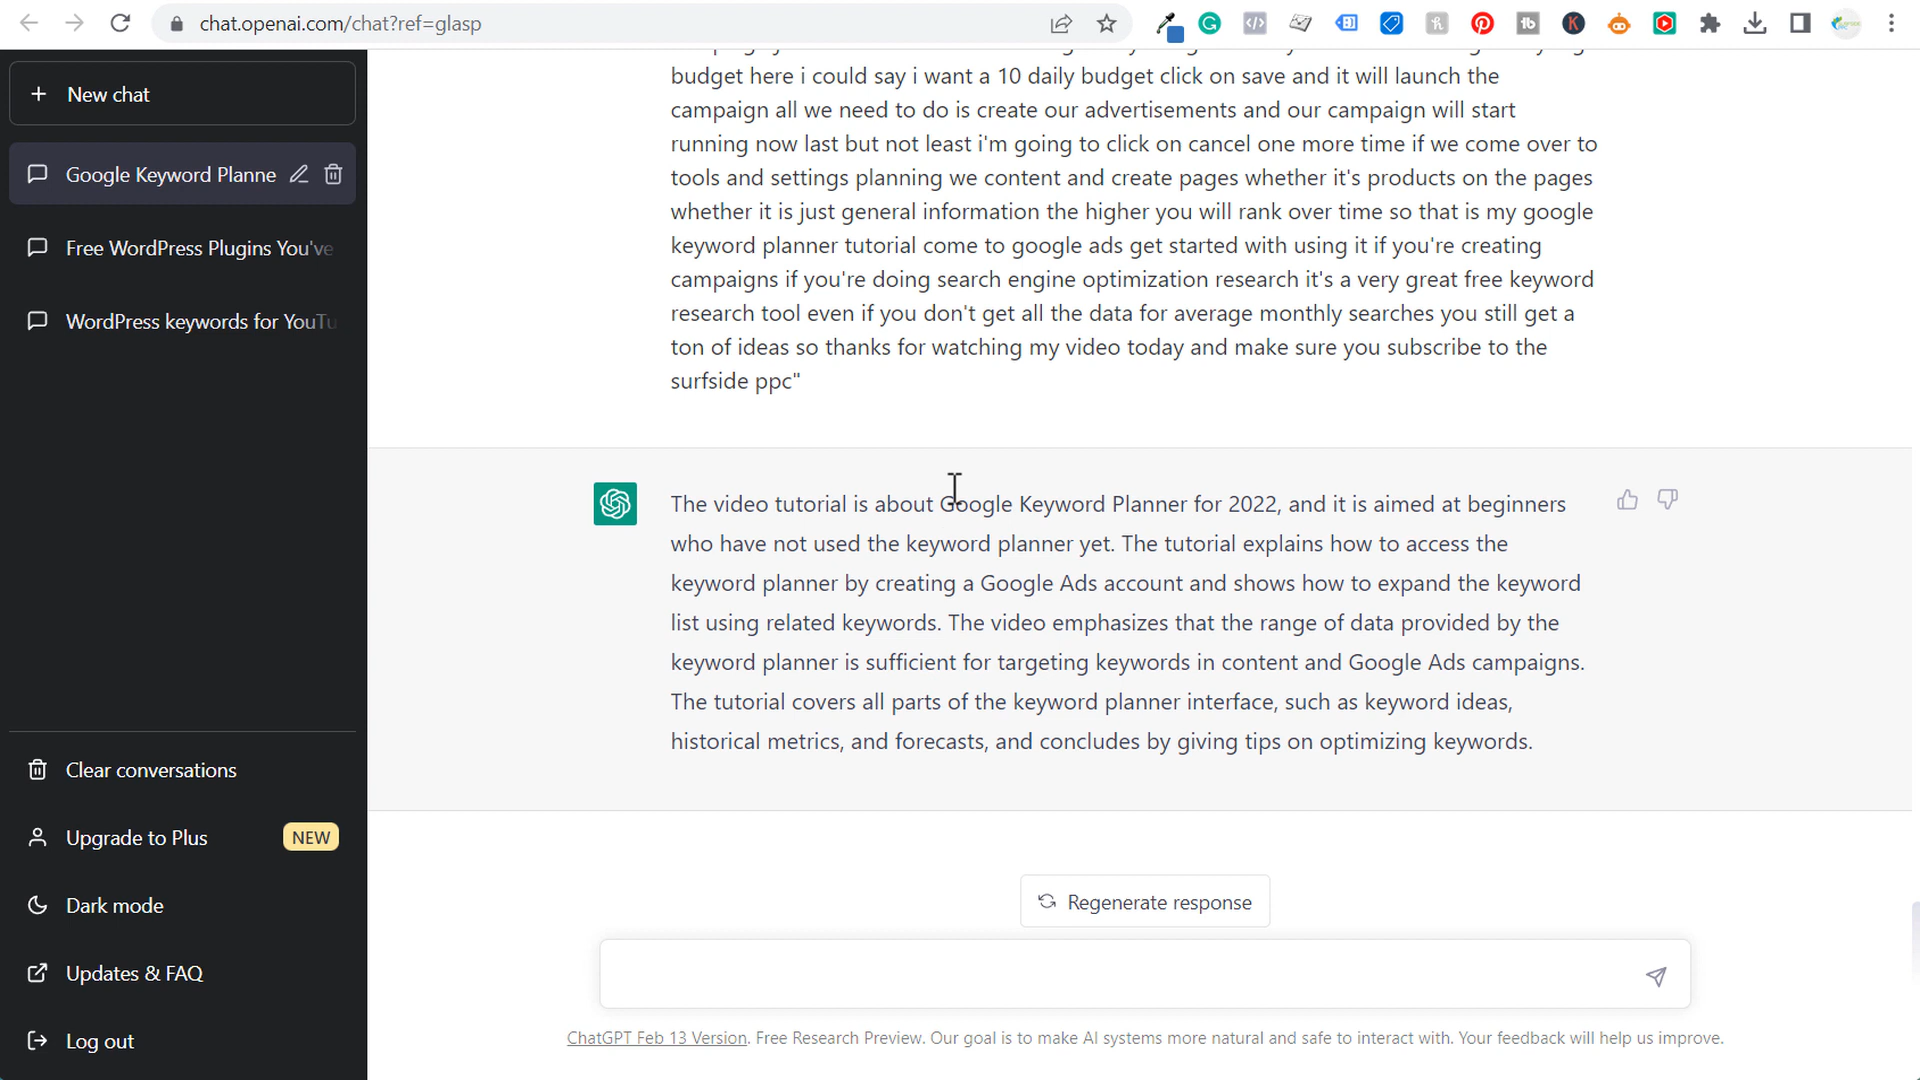 chat.openai.com/chat?ref=glasp
New chat
Google Keyword Planne
Free WordPress Plugins You've
WordPress keywords for YouTu
Clear conversations
Upgrade to Plus
NEW
Dark mode
Updates & FAQ
Log out
budget here i could say i want a 10 daily budget click on save and it will launch the
campaign all we need to do is create our advertisements and our campaign will start
running now last but not least i'm going to click on cancel one more time if we come over to
tools and settings planning we content and create pages whether it's products on the pages
whether it is just general information the higher you will rank over time so that is my google
keyword planner tutorial come to google ads get started with using it if you're creating
campaigns if you're doing search engine optimization research it's a very great free keyword
research tool even if you don't get all the data for average monthly searches you still get a
ton of ideas so thanks for watching my video today and make sure you subscribe to the
surfside ppc"
The video tutorial is about Google Keyword Planner for 2022, and it is aimed at beginners
who have not used the keyword planner yet. The tutorial explains how to access the
keyword planner by creating a Google Ads account and shows how to expand the keyword
list using related keywords. The video emphasizes that the range of data provided by the
keyword planner is sufficient for targeting keywords in content and Google Ads campaigns.
The tutorial covers all parts of the keyword planner interface, such as keyword ideas,
historical metrics, and forecasts, and concludes by giving tips on optimizing keywords.
Regenerate response
ChatGPT Feb 13 Version. Free Research Preview. Our goal is to make AI systems more natural and safe to interact with. Your feedback will help us improve.